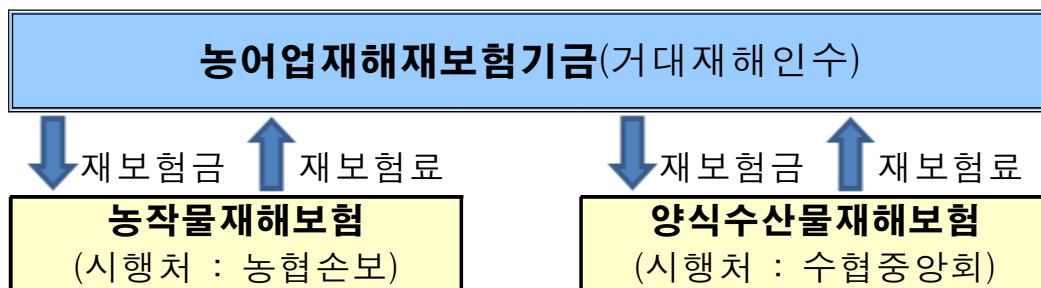 농어업재해재보험기금(거대재해인수)
재보험금 재보험료 재보험금 재보험료
농작물재해보험
(시행처 : 농협손보)
양식수산물재해보험
(시행처 : 수협중앙회)